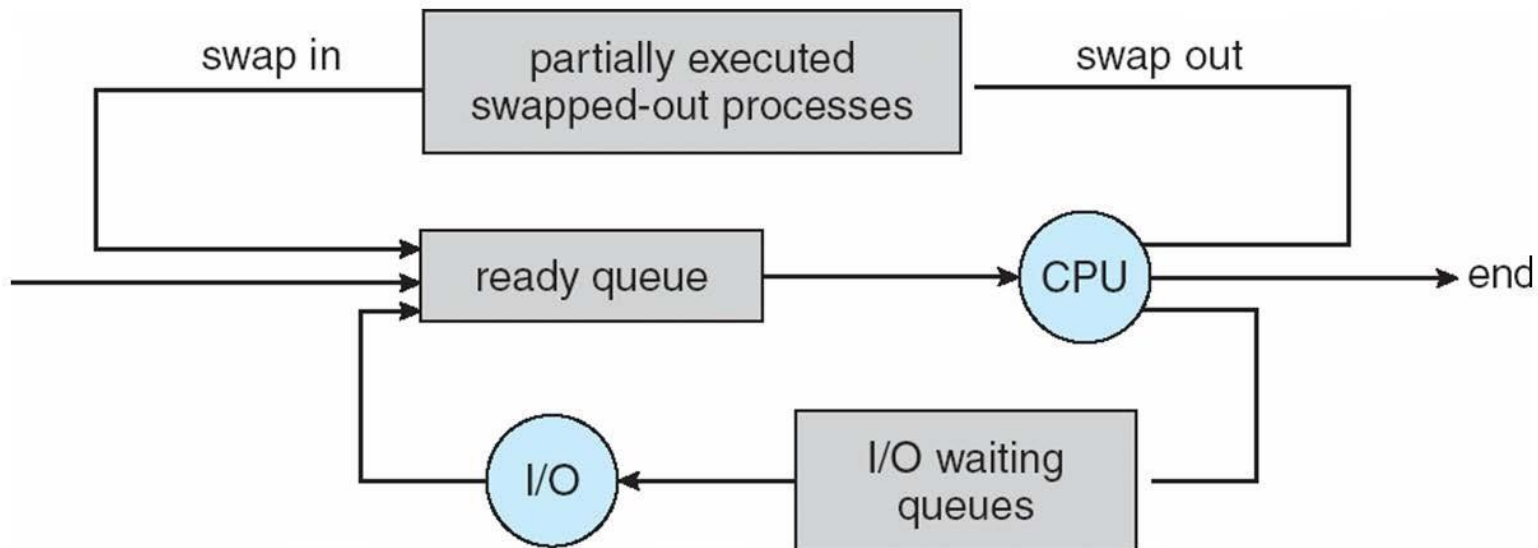 swap in
partially executed
swapped-out processes
swap out
ready queue
CPU
end
I/O
I/O waiting
queues